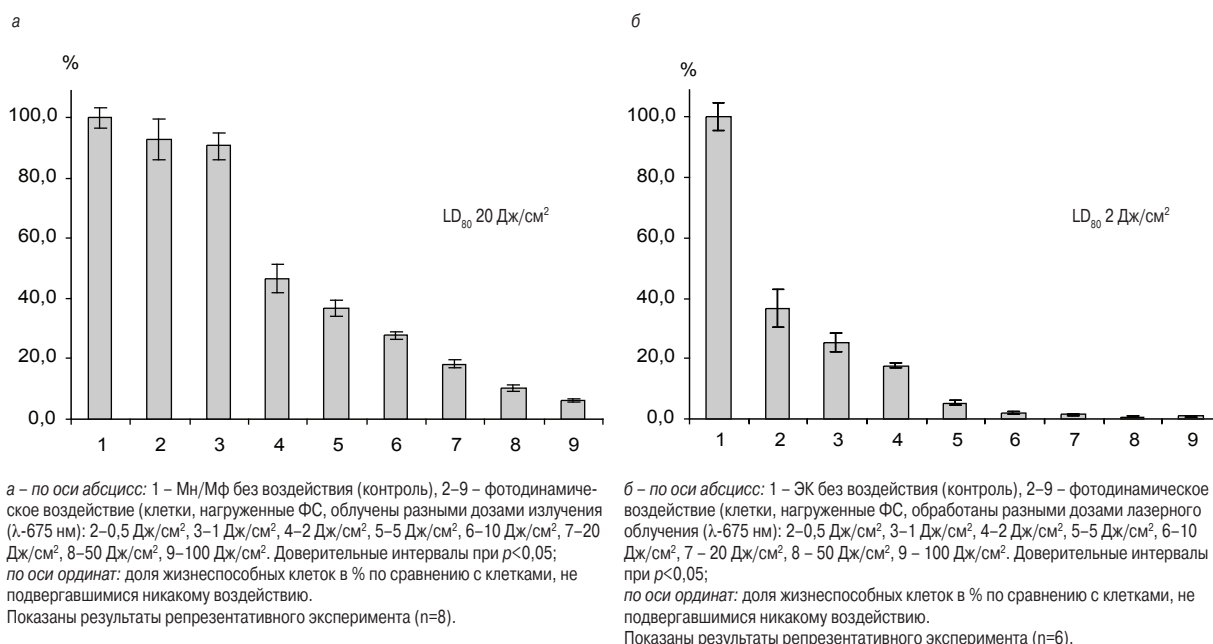 а
%
100,0
80,0
60,0
40,0
20,0
0,0
LD80 20 Дж/см²
1 2 3 4 5 6 7 8 9
а – по оси абсцисс: 1 – Мн/Мф без воздействия (контроль), 2–9 – фотодинамиче-
ское воздействие (клетки, нагруженные ФС, облучены разными дозами излучения
(λ-675 нм): 2–0,5 Дж/см², 3–1 Дж/см², 4–2 Дж/см², 5–5 Дж/см², 6–10 Дж/см², 7–20
Дж/см², 8–50 Дж/см², 9–100 Дж/см². Доверительные интервалы при p<0,05;
по оси ординат: доля жизнеспособных клеток в % по сравнению с клетками, не
подвергавшимися никакому воздействию.
Показаны результаты репрезентативного эксперимента (n=8).
б
%
100,0
80,0
60,0
40,0
20,0
0,0
LD80 2 Дж/см²
1 2 3 4 5 6 7 8 9
б – по оси абсцисс: 1 – ЭК без воздействия (контроль), 2–9 – фотодинамическое
воздействие (клетки, нагруженные ФС, обработаны разными дозами лазерного
облучения (λ-675 нм): 2–0,5 Дж/см², 3–1 Дж/см², 4–2 Дж/см², 5–5 Дж/см², 6–10
Дж/см², 7 – 20 Дж/см², 8 – 50 Дж/см², 9 – 100 Дж/см². Доверительные интервалы
при p<0,05;
по оси ординат: доля жизнеспособных клеток в % по сравнению с клетками, не
подвергавшимися никакому воздействию.
Показаны результаты репрезентативного эксперимента (n=6).